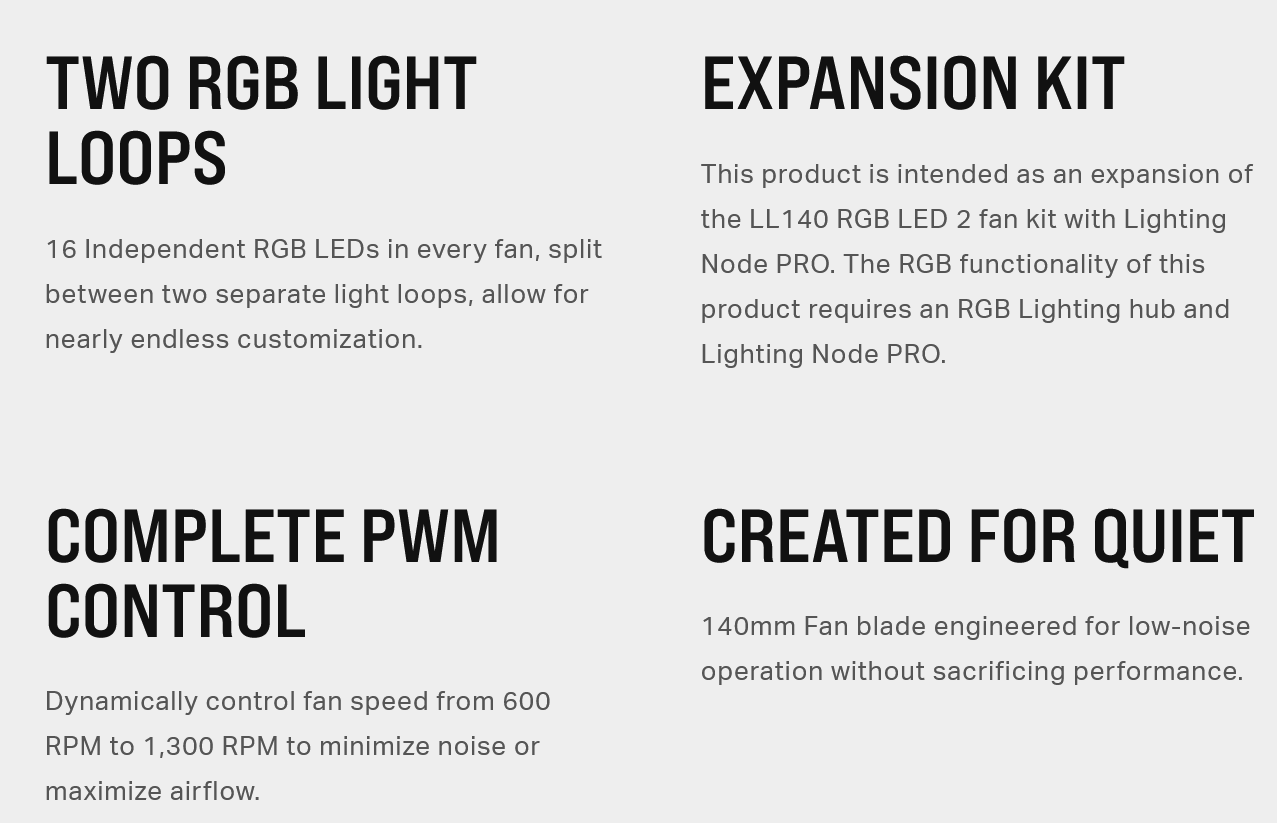 TWO RGB LIGHT
LOOPS
16 Independent RGB LEDs in every fan, split
between two separate light loops, allow for
nearly endless customization.
EXPANSION KIT
This product is intended as an expansion of
the LL140 RGB LED 2 fan kit with Lighting
Node PRO. The RGB functionality of this
product requires an RGB Lighting hub and
Lighting Node PRO.
COMPLETE PWM
CONTROL
Dynamically control fan speed from 600
RPM to 1,300 RPM to minimize noise or
maximize airflow.
CREATED FOR QUIET
140mm Fan blade engineered for low-noise
operation without sacrificing performance.